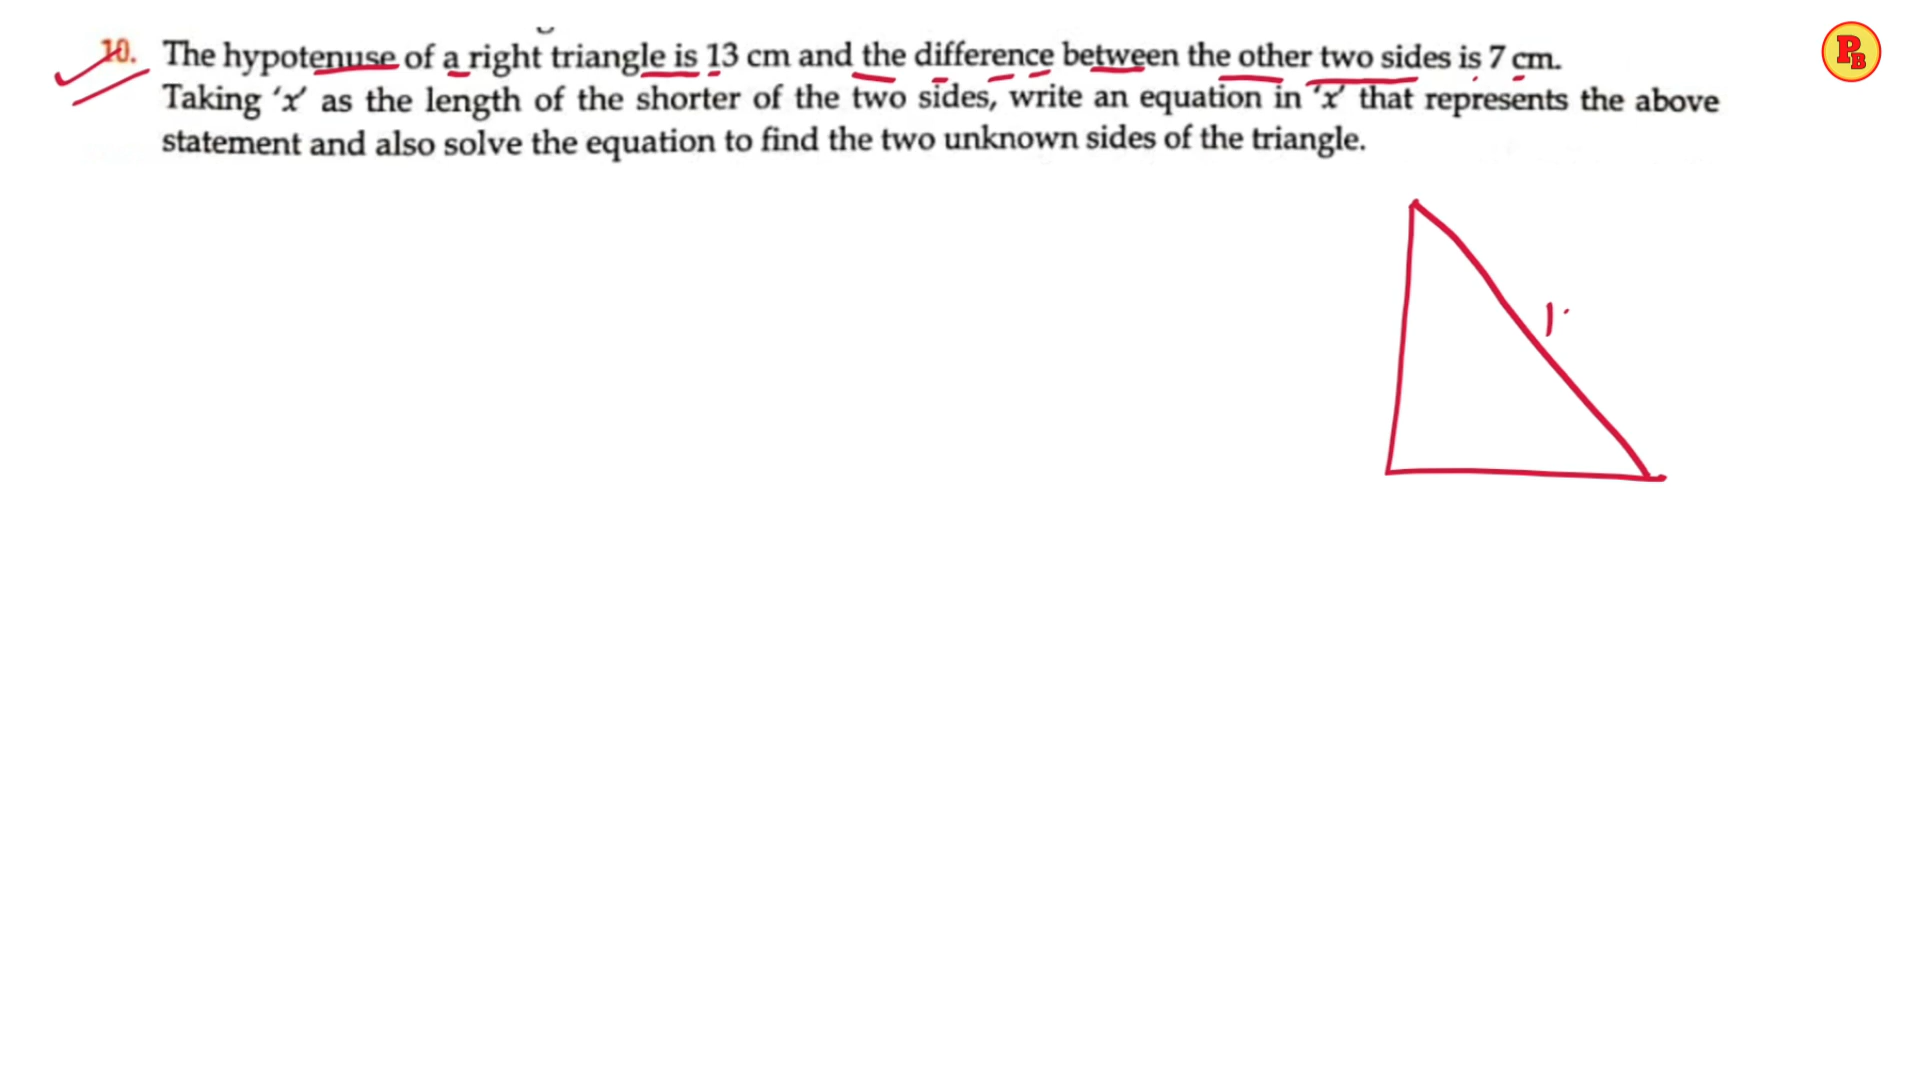 10. The hypotenuse of a right triangle is 13 cm and the difference between the other two sides is 7 cm.
Taking ‘x’ as the length of the shorter of the two sides, write an equation in ‘x’ that represents the above
statement and also solve the equation to find the two unknown sides of the triangle.
PB
1